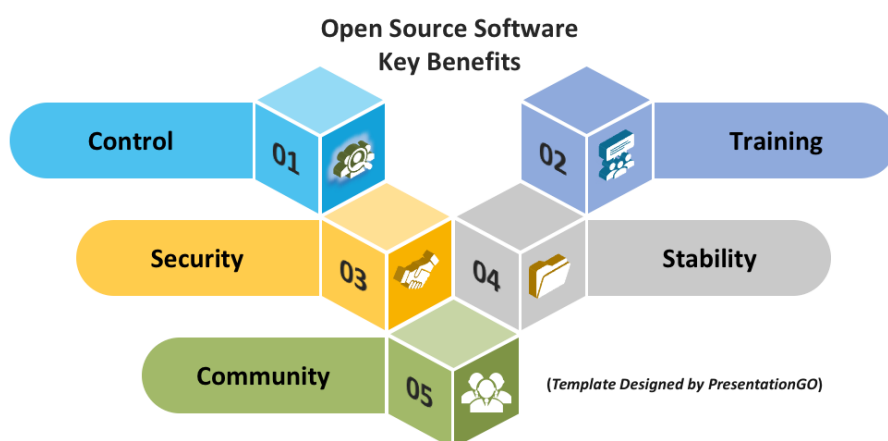 Open Source Software
Key Benefits
Control
01
02
Training
Security
03
04
Stability
Community
05
(Template Designed by PresentationGO)